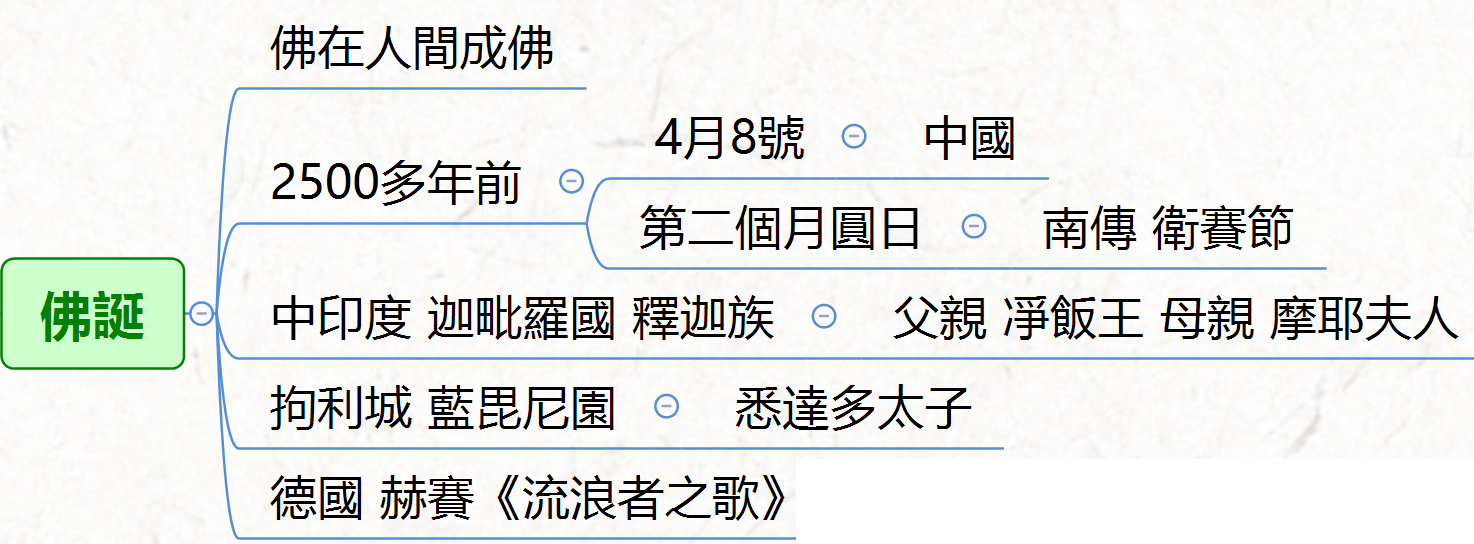 佛誕
佛在人間成佛
2500多年前
4月8號 中國
第二個月圓日 南傳 衛賽節
中印度 迦毗羅國 釋迦族 父親 凈飯王 母親 摩耶夫人
拘利城 藍毘尼園 悉達多太子
德國 赫賽《流浪者之歌》